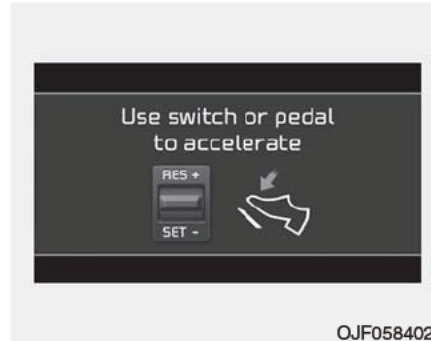 Use switch or pedal
to accelerate
RES +
SET -
OJF058402